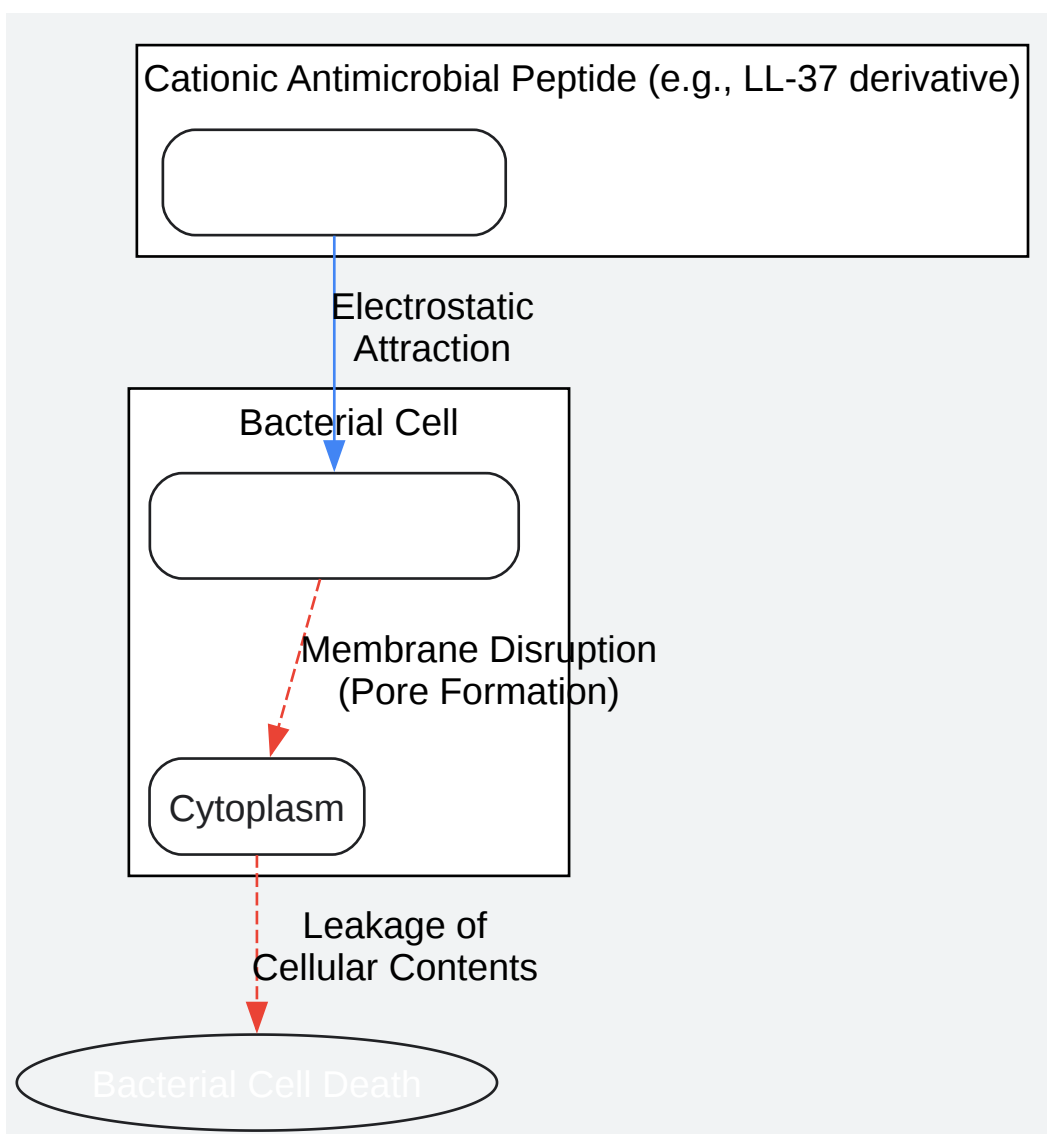 Cationic Antimicrobial Peptide (e.g., LL-37 derivative)
Electrostatic
Attraction
Bacterial Cell
Membrane Disruption
(Pore Formation)
Cytoplasm
Leakage of
Cellular Contents
Bacterial Cell Death